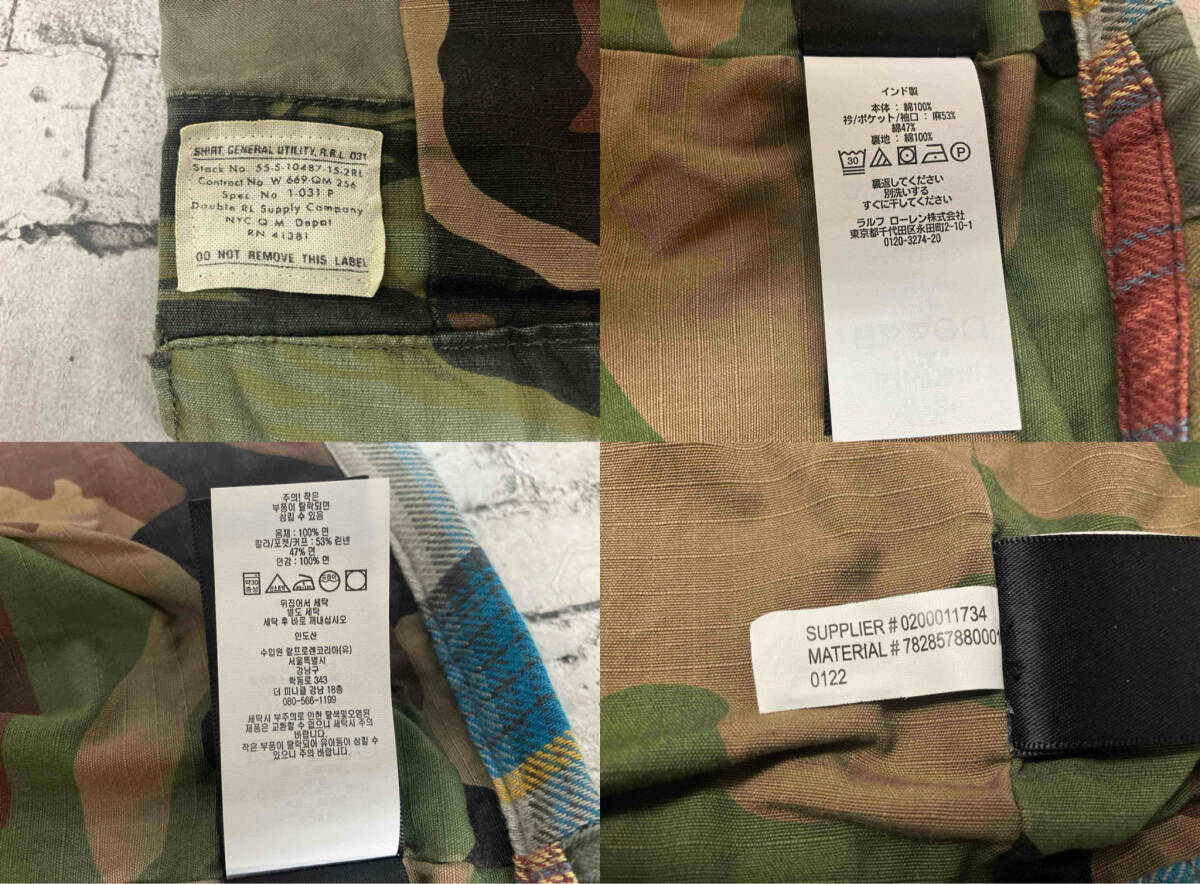 SHIRT, GENERAL UTILITY, R.R.L. 031
Stock No. 55-S-10487-15-2RL
Contract No. W 669-QM 256
Spec. No. 1-031 P
Double RL Supply Company
NYC Q.M. Depot
RN 41381
DO NOT REMOVE THIS LABEL
インド製
本体 : 綿100%
衿/ポケット/袖口 : 麻53%
綿47%
裏地 : 綿100%
30
P
裏返してください
別洗いする
すぐに干してください
ラルフ ローレン株式会社
東京都千代田区永田町2-10-1
0120-3274-20
주의! 작은
부품이 탈락되면
삼킬 수 있음
몸체 : 100% 면
칼라/포켓/커프 : 53% 린넨
47% 면
안감 : 100% 면
약30
중성
드라이
뒤집어서 세탁
별도 세탁
세탁 후 바로 꺼내십시오
인도산
수입원 랄프로렌코리아(유)
서울특별시
강남구
학동로 343
더 피나클 강남 18층
080-566-1199
세탁시 부주의로 인한 탈색및오염된
제품은 교환할 수 없으니 세탁시 주의
바랍니다.
작은 부품이 탈락되어 유아동이 삼킬 수
있으니 주의 바랍니다
SUPPLIER # 0200011734
MATERIAL # 782857880001
0122